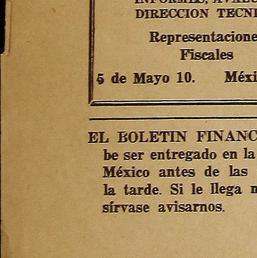 DIRECCION TECNI
Representacione
Fiscales
5 de Mayo 10. Méxi
EL BOLETIN FINANC
be ser entregado en la
México antes de las
la tarde. Si le llega m
sírvase avisarnos.